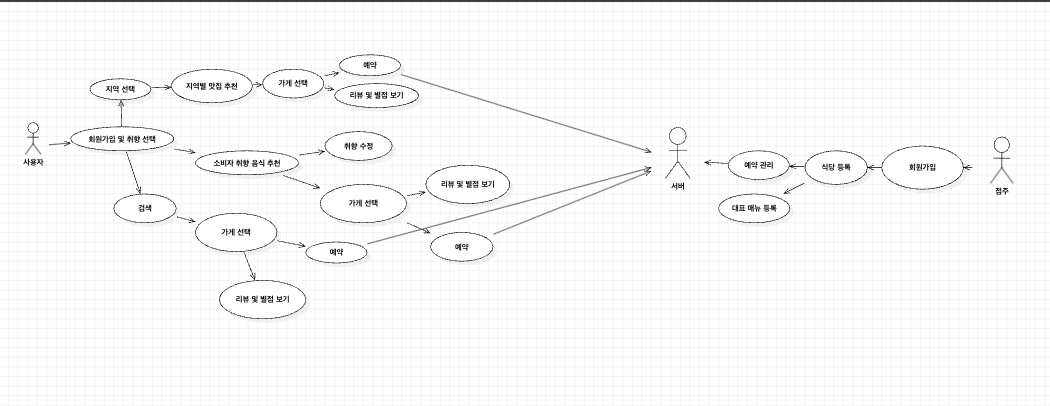 예약
지역 선택
지역별 맛집 추천
가게 선택
리뷰 및 별점 보기
사용자
회원가입 및 취향 선택
소비자 취향 음식 추천
취향 수정
가게 선택
리뷰 및 별점 보기
예약
검색
가게 선택
예약
리뷰 및 별점 보기
서버
예약 관리
식당 등록
회원가입
점주
대표 메뉴 등록